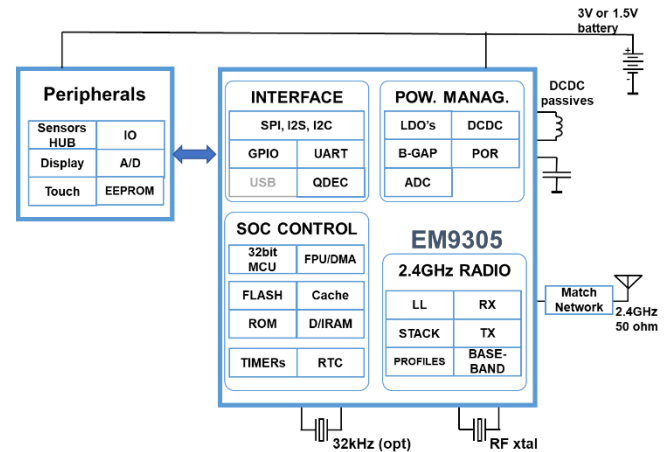 3V or 1.5V
battery
Peripherals
Sensors
HUB
IO
Display
A/D
Touch
EEPROM
INTERFACE
SPI, I2S, I2C
GPIO
UART
USB
QDEC
POW. MANAG.
LDO's
DCDC
B-GAP
POR
ADC
DCDC
passives
SOC CONTROL
32bit
MCU
FPU/DMA
FLASH
Cache
ROM
D/IRAM
TIMERs
RTC
EM9305
2.4GHz RADIO
LL
RX
STACK
TX
PROFILES
BASE-
BAND
Match
Network
2.4GHz
50 ohm
32kHz (opt)
RF xtal
+
-